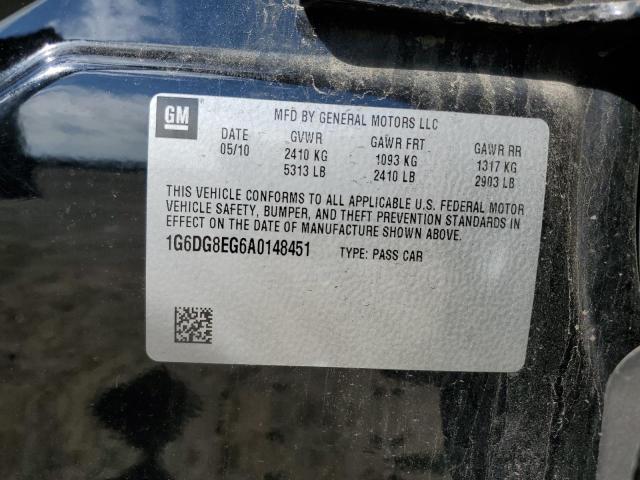 GM
MFD BY GENERAL MOTORS LLC
DATE GVWR GAWR FRT GAWR RR
05/10 2410 KG 1093 KG 1317 KG
5313 LB 2410 LB 2903 LB
THIS VEHICLE CONFORMS TO ALL APPLICABLE U.S. FEDERAL MOTOR
VEHICLE SAFETY, BUMPER, AND THEFT PREVENTION STANDARDS IN
EFFECT ON THE DATE OF MANUFACTURE SHOWN ABOVE.
1G6DG8EG6A0148451 TYPE: PASS CAR